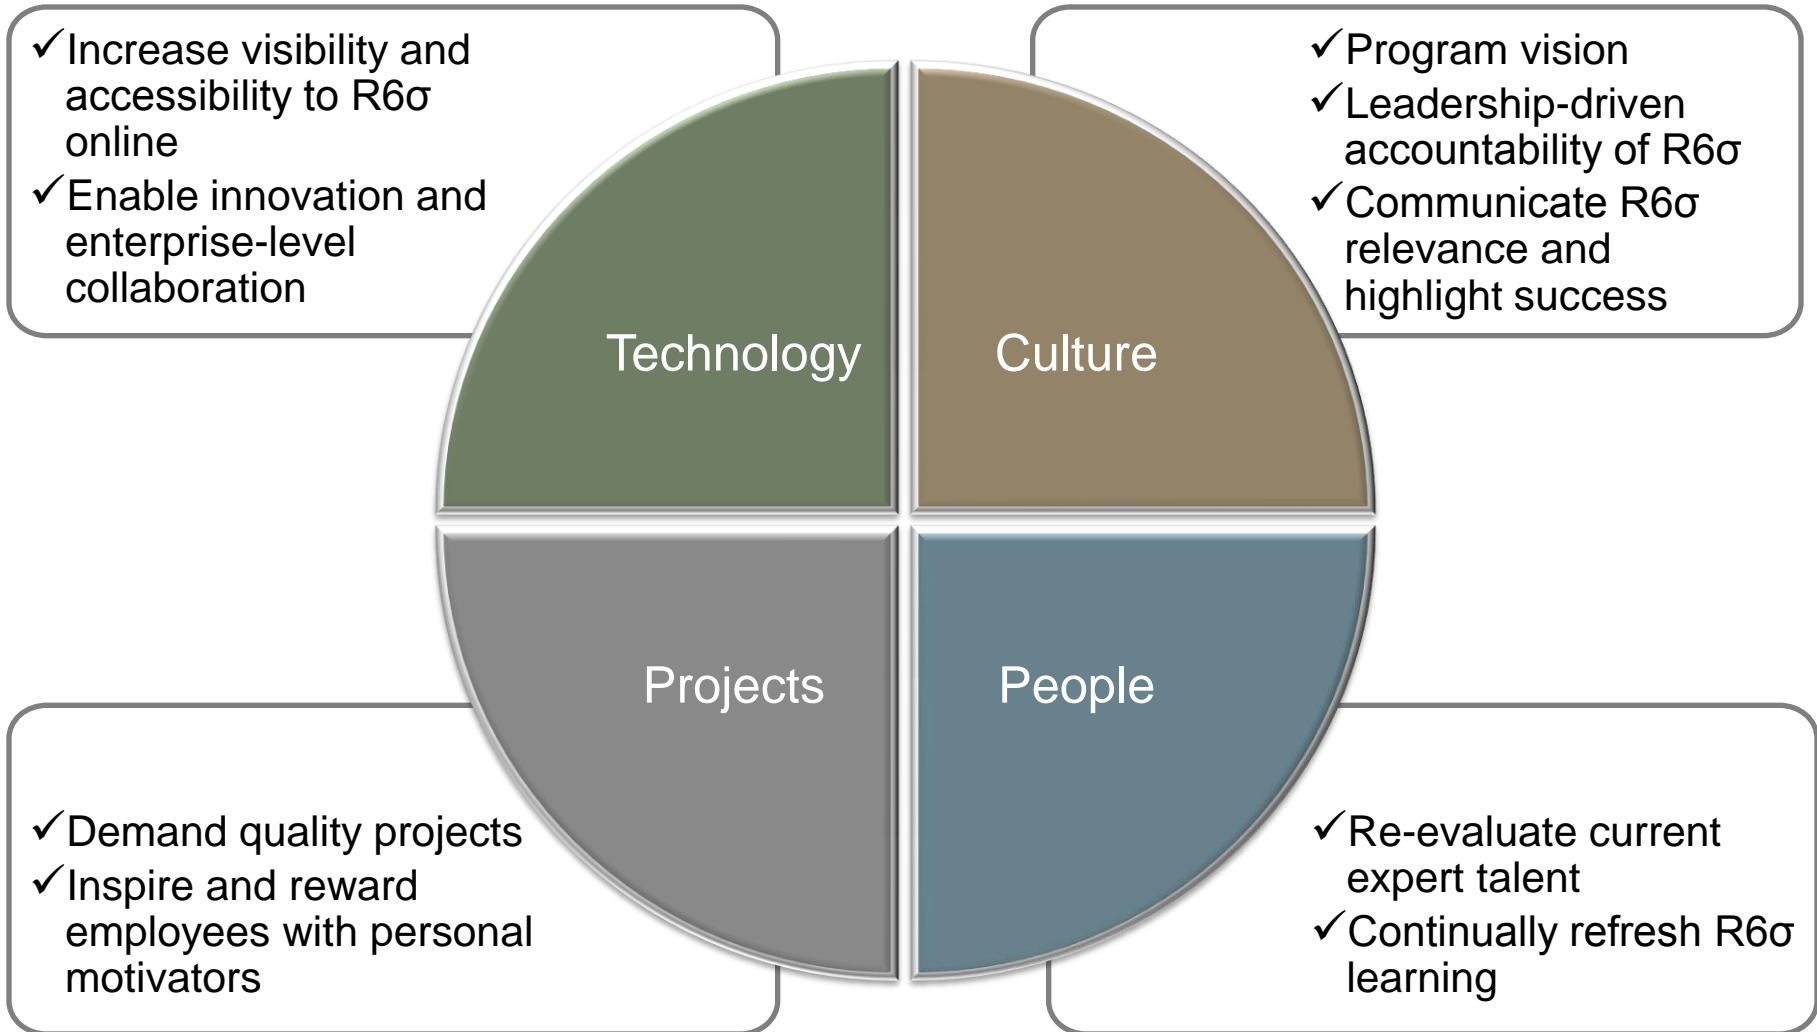 ✓Increase visibility and
accessibility to R6σ
online
✓Enable innovation and
enterprise-level
collaboration
✓Program vision
✓Leadership-driven
accountability of R6σ
✓Communicate R6σ
relevance and
highlight success
Technology
Culture
Projects
People
✓Demand quality projects
✓Inspire and reward
employees with personal
motivators
✓Re-evaluate current
expert talent
✓Continually refresh R6σ
learning